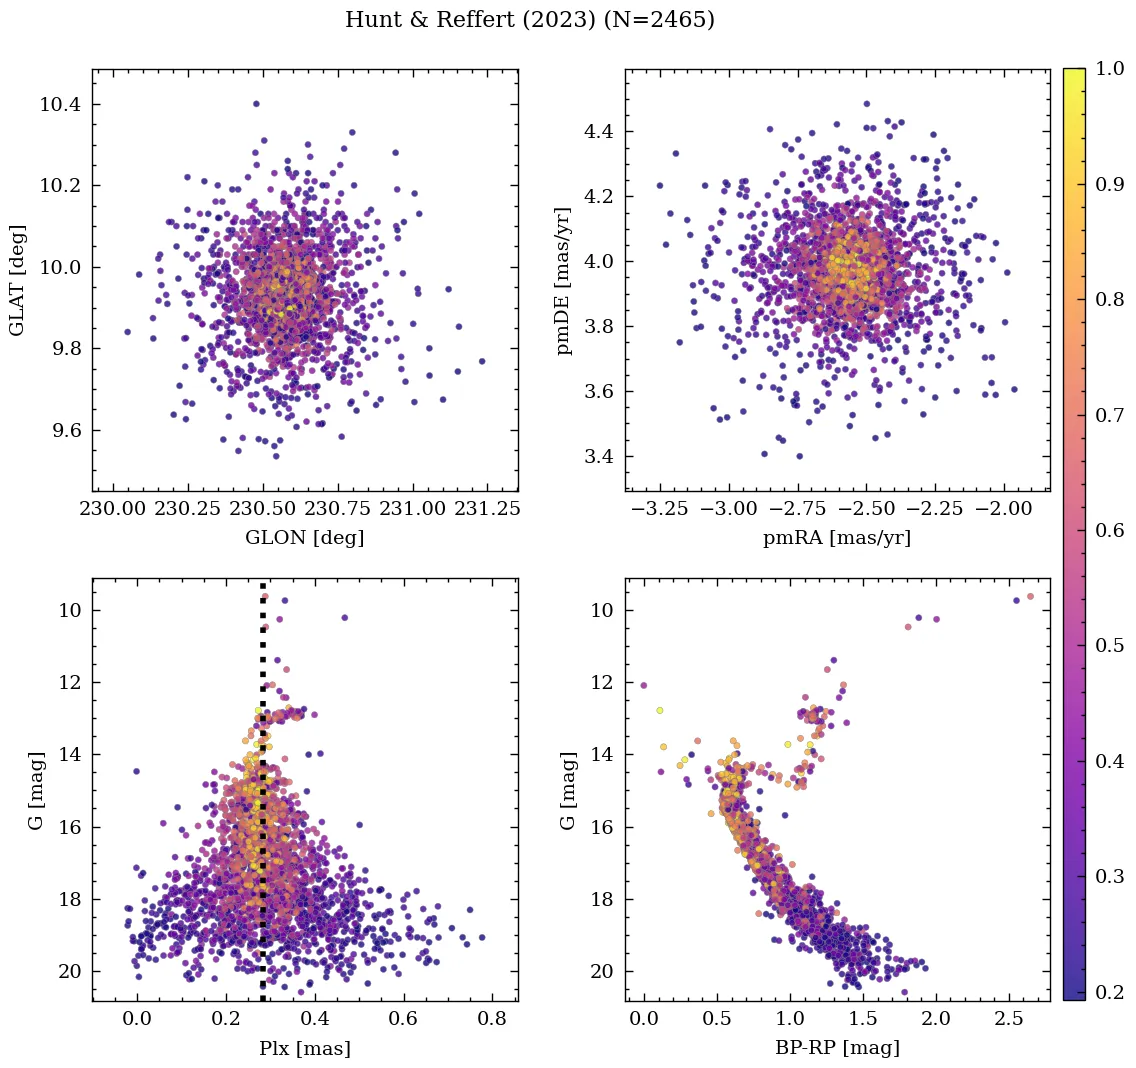 Hunt & Reffert (2023) (N=2465)
10.4
10.2
10.0
9.8
9.6
GLAT [deg]
230.00 230.25 230.50 230.75 231.00 231.25
GLON [deg]
4.4
4.2
4.0
3.8
3.6
3.4
pmDE [mas/yr]
−3.25 −3.00 −2.75 −2.50 −2.25 −2.00
pmRA [mas/yr]
10
12
14
16
18
20
G [mag]
0.0 0.2 0.4 0.6 0.8
Plx [mas]
10
12
14
16
18
20
G [mag]
0.0 0.5 1.0 1.5 2.0 2.5
BP-RP [mag]
1.0
0.9
0.8
0.7
0.6
0.5
0.4
0.3
0.2